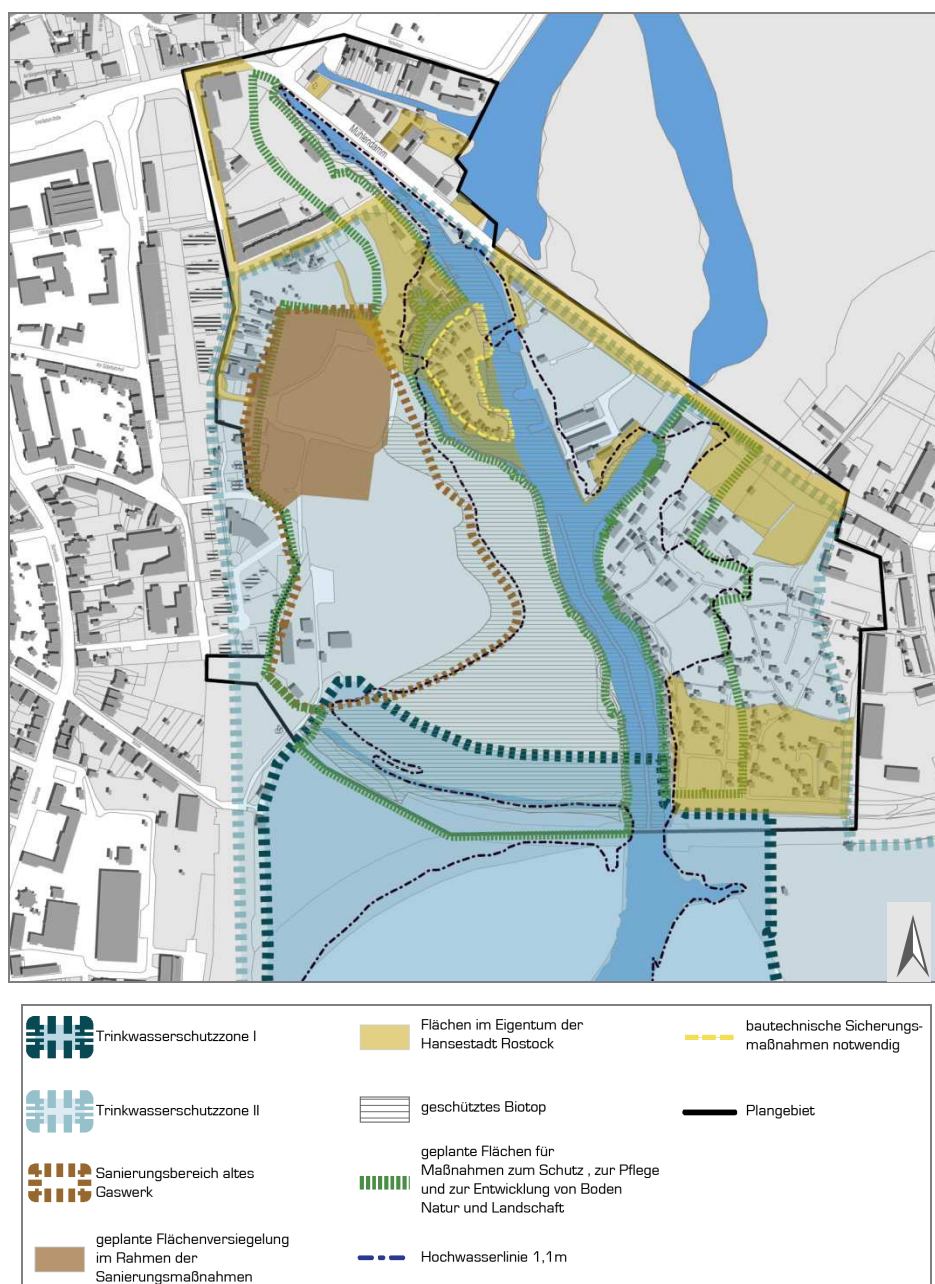 Mühlendamm
Trinkwasserschutzzone I
Trinkwasserschutzzone II
Sanierungsbereich altes
Gaswerk
geplante Flächenversiegelung
im Rahmen der
Sanierungsmaßnahmen
Flächen im Eigentum der
Hansestadt Rostock
geschütztes Biotop
geplante Flächen für
Maßnahmen zum Schutz , zur Pflege
und zur Entwicklung von Boden
Natur und Landschaft
Hochwasserlinie 1,1m
bautechnische Sicherungs-
maßnahmen notwendig
Plangebiet